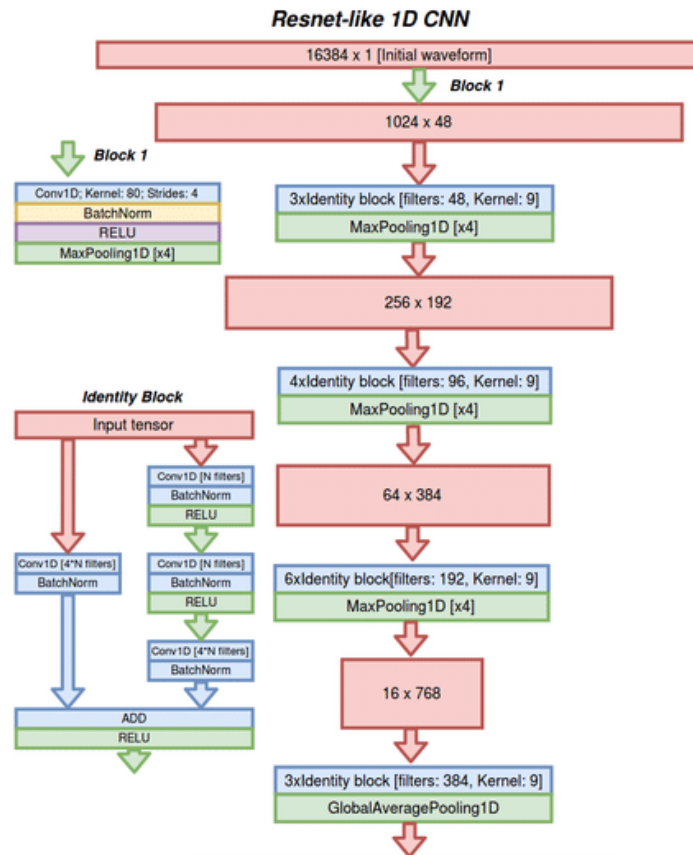 Resnet-like 1D CNN
16384 x 1 [Initial waveform]
Block 1
1024 x 48
Block 1
Conv1D; Kernel: 80; Strides: 4
BatchNorm
RELU
MaxPooling1D [x4]
3xIdentity block [filters: 48, Kernel: 9]
MaxPooling1D [x4]
256 x 192
4xIdentity block [filters: 96, Kernel: 9]
MaxPooling1D [x4]
64 x 384
6xIdentity block[filters: 192, Kernel: 9]
MaxPooling1D [x4]
16 x 768
3xIdentity block [filters: 384, Kernel: 9]
GlobalAveragePooling1D
Identity Block
Input tensor
Conv1D [N filters]
BatchNorm
RELU
Conv1D [4*N filters]
BatchNorm
Conv1D [N filters]
BatchNorm
RELU
Conv1D [4*N filters]
BatchNorm
ADD
RELU